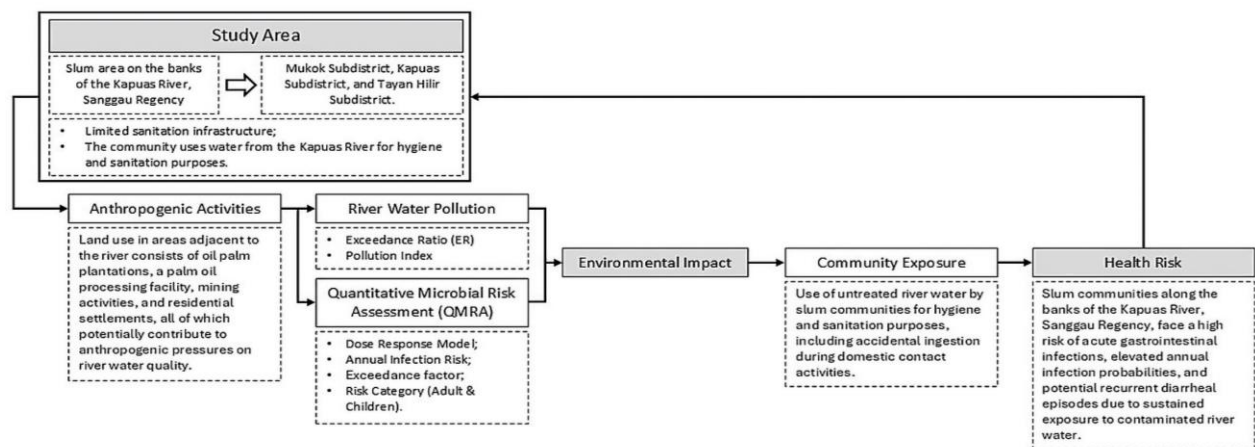 Study Area
Slum area on the banks
of the Kapuas River,
Sanggau Regency
Mukok Subdistrict, Kapuas
Subdistrict, and Tayan Hilir
Subdistrict.
• Limited sanitation infrastructure;
• The community uses water from the Kapuas River for hygiene
and sanitation purposes.
Anthropogenic Activities
Land use in areas adjacent to
the river consists of oil palm
plantations, a palm oil
processing facility, mining
activities, and residential
settlements, all of which
potentially contribute to
anthropogenic pressures on
river water quality.
River Water Pollution
• Exceedance Ratio (ER)
• Pollution Index
Quantitative Microbial Risk
Assessment (QMRA)
• Dose Response Model;
• Annual Infection Risk;
• Exceedance factor;
• Risk Category (Adult &
Children).
Environmental Impact
Community Exposure
Use of untreated river water by
slum communities for hygiene
and sanitation purposes,
including accidental ingestion
during domestic contact
activities.
Health Risk
Slum communities along the
banks of the Kapuas River,
Sanggau Regency, face a high
risk of acute gastrointestinal
infections, elevated annual
infection probabilities, and
potential recurrent diarrheal
episodes due to sustained
exposure to contaminated river
water.